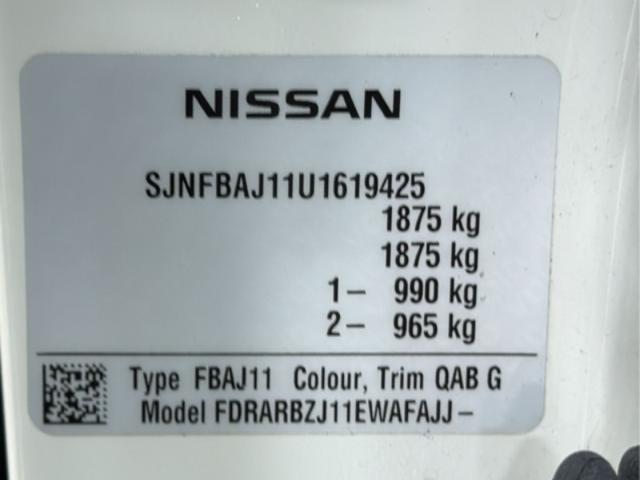 NISSAN
SJNFBAJ11U1619425
1875 kg
1875 kg
1– 990 kg
2– 965 kg
Type FBAJ11 Colour, Trim QAB G
Model FDRARBZJ11EWAFAJJ –